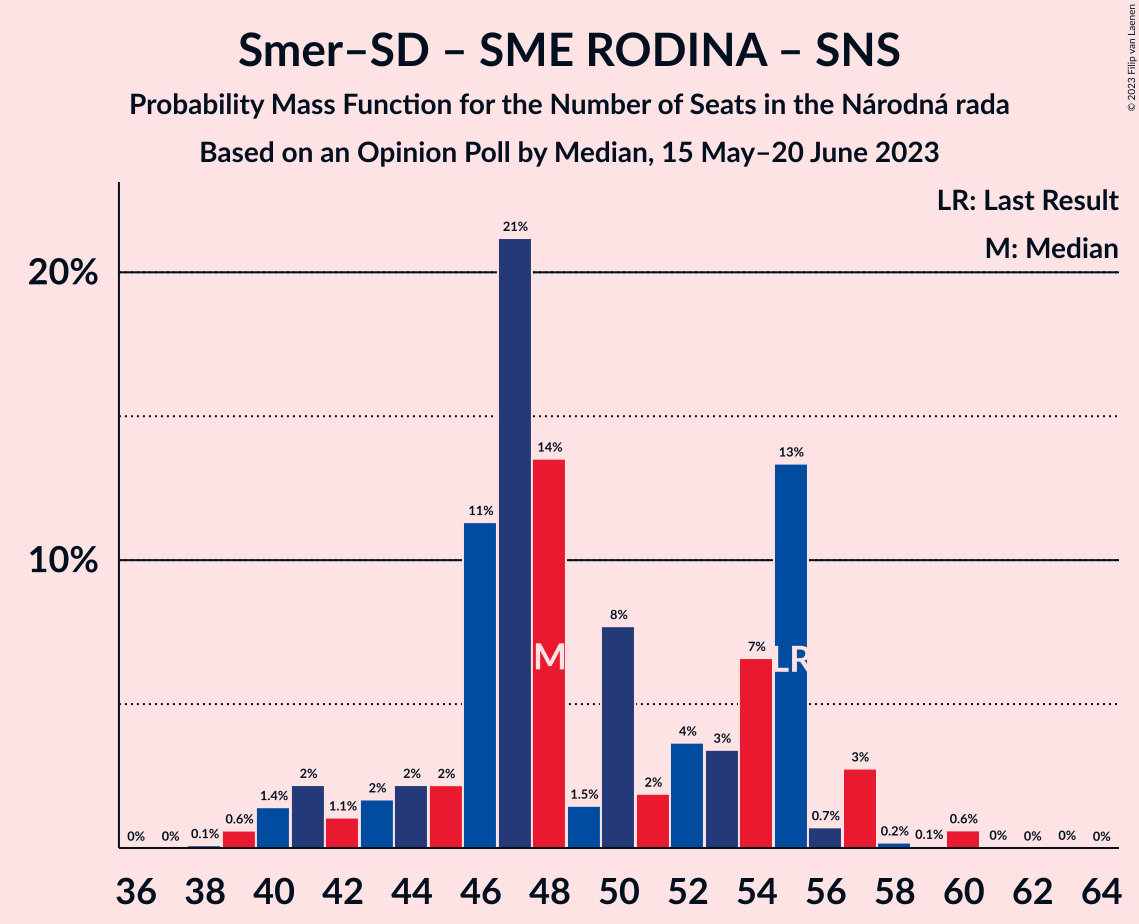 Smer–SD – SME RODINA – SNS
Probability Mass Function for the Number of Seats in the Národná rada
Based on an Opinion Poll by Median, 15 May–20 June 2023
© 2023 Filip van Laenen
LR: Last Result
M: Median
20%
10%
0% 0% 0.1% 0.6% 1.4% 2% 1.1% 2% 2% 2% 11% 21% 14% 1.5% 8% 2% 4% 3% 7% 13% 0.7% 3% 0.2% 0.1% 0.6% 0% 0% 0% 0%
M LR
36 38 40 42 44 46 48 50 52 54 56 58 60 62 64